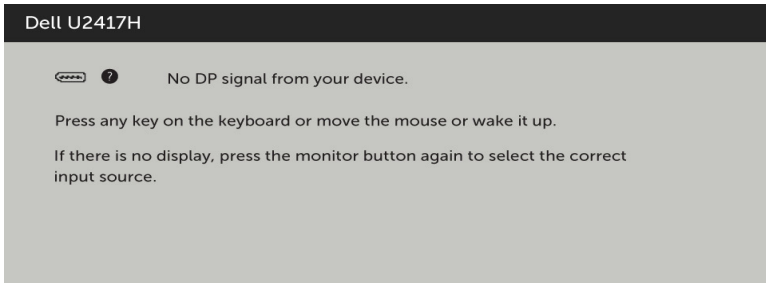 Dell U2417H
? No DP signal from your device.
Press any key on the keyboard or move the mouse or wake it up.
If there is no display, press the monitor button again to select the correct
input source.